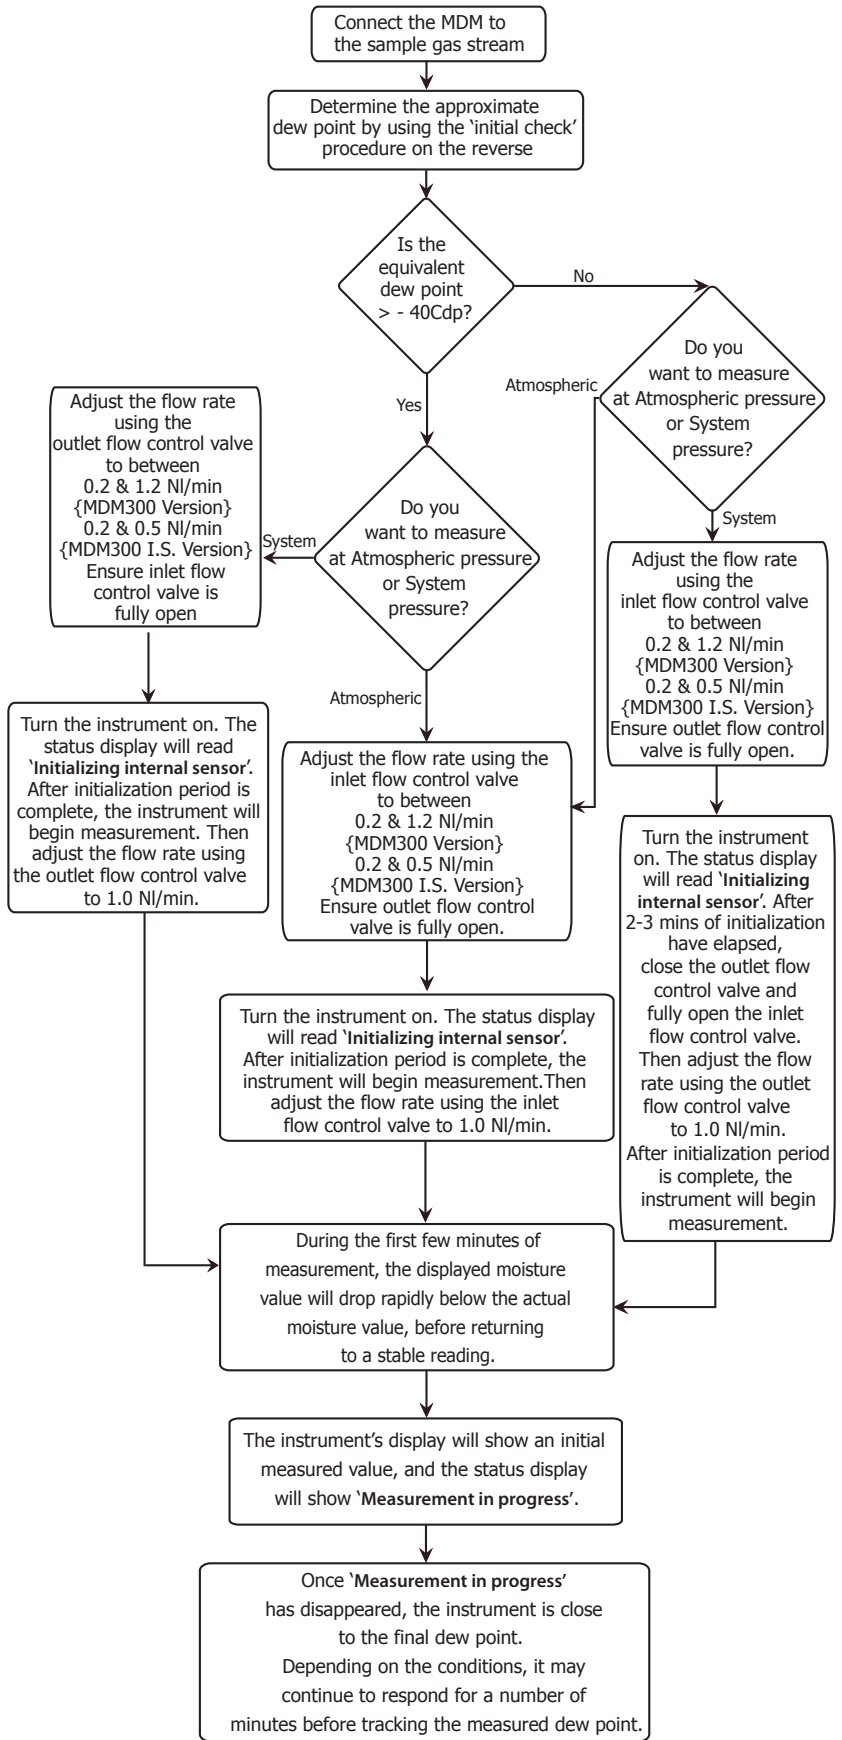 Connect the MDM to
the sample gas stream
Determine the approximate
dew point by using the ‘initial check’
procedure on the reverse
Is the
equivalent
dew point
> - 40Cdp?
No
Yes
Do you
want to measure
at Atmospheric pressure
or System
pressure?
Atmospheric
System
Adjust the flow rate
using the
outlet flow control valve
to between
0.2 & 1.2 Nl/min
{MDM300 Version}
0.2 & 0.5 Nl/min
{MDM300 I.S. Version}
Ensure inlet flow
control valve is
fully open
System
Do you
want to measure
at Atmospheric pressure
or System
pressure?
Atmospheric
Adjust the flow rate
using the
inlet flow control valve
to between
0.2 & 1.2 Nl/min
{MDM300 Version}
0.2 & 0.5 Nl/min
{MDM300 I.S. Version}
Ensure outlet flow control
valve is fully open.
Turn the instrument on. The
status display will read
‘Initializing internal sensor’.
After initialization period is
complete, the instrument will
begin measurement. Then
adjust the flow rate using
the outlet flow control valve
to 1.0 Nl/min.
Adjust the flow rate using the
inlet flow control valve
to between
0.2 & 1.2 Nl/min
{MDM300 Version}
0.2 & 0.5 Nl/min
{MDM300 I.S. Version}
Ensure outlet flow control
valve is fully open.
Turn the instrument
on. The status display
will read ‘Initializing
internal sensor’. After
2-3 mins of initialization
have elapsed,
close the outlet flow
control valve and
fully open the inlet
flow control valve.
Then adjust the flow
rate using the outlet
flow control valve
to 1.0 Nl/min.
After initialization period
is complete, the
instrument will begin
measurement.
Turn the instrument on. The status display
will read ‘Initializing internal sensor’.
After initialization period is complete, the
instrument will begin measurement.Then
adjust the flow rate using the inlet
flow control valve to 1.0 Nl/min.
During the first few minutes of
measurement, the displayed moisture
value will drop rapidly below the actual
moisture value, before returning
to a stable reading.
The instrument’s display will show an initial
measured value, and the status display
will show ‘Measurement in progress’.
Once ‘Measurement in progress’
has disappeared, the instrument is close
to the final dew point.
Depending on the conditions, it may
continue to respond for a number of
minutes before tracking the measured dew point.